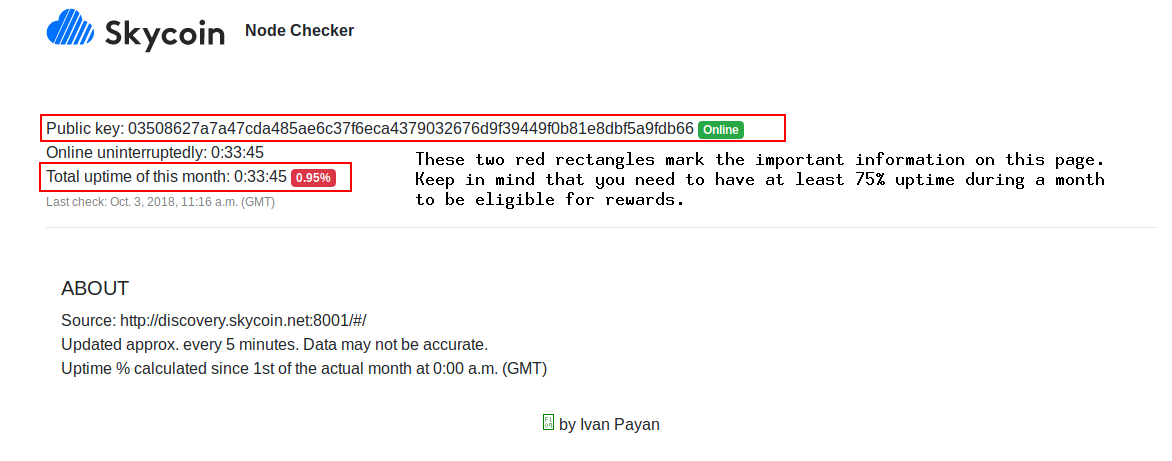 Skycoin Node Checker
Public key: 03508627a7a47cda485ae6c37f6eca4379032676d9f39449f0b81e8dbf5a9fdb66 Online
Online uninterruptedly: 0:33:45
Total uptime of this month: 0:33:45 0.95%
Last check: Oct. 3, 2018, 11:16 a.m. (GMT)
These two red rectangles mark the important information on this page.
Keep in mind that you need to have at least 75% uptime during a month
to be eligible for rewards.
ABOUT
Source: http://discovery.skycoin.net:8001/#/
Updated approx. every 5 minutes. Data may not be accurate.
Uptime % calculated since 1st of the actual month at 0:00 a.m. (GMT)
by Ivan Payan